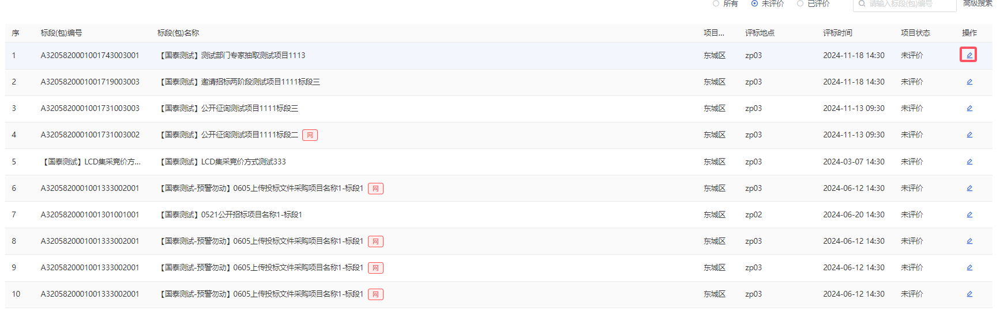 所有 未评价 已评价 请输入标段(包)编号 高级搜索
序 标段(包)编号 标段(包)名称 项目... 评标地点 评标时间 项目状态 操作
1 A3205820001001743003001 【国泰测试】测试部门专家抽取测试项目1113 东城区 zp03 2024-11-18 14:30 未评价
2 A3205820001001719003003 【国泰测试】邀请招标两阶段测试项目1111标段三 东城区 zp03 2024-11-18 14:30 未评价
3 A3205820001001731003003 【国泰测试】公开征询测试项目1111标段三 东城区 zp03 2024-11-13 09:30 未评价
4 A3205820001001731003002 【国泰测试】公开征询测试项目1111标段二 网 东城区 zp03 2024-11-13 09:30 未评价
5 【国泰测试】LCD集采竞价方... 【国泰测试】LCD集采竞价方式测试333 东城区 zp03 2024-03-07 14:30 未评价
6 A3205820001001333002001 【国泰测试-预警勿动】0605上传投标文件采购项目名称1-标段1 网 东城区 zp03 2024-06-12 14:30 未评价
7 A3205820001001301001001 【国泰测试】0521公开招标项目名称1-标段1 东城区 zp02 2024-06-20 14:30 未评价
8 A3205820001001333002001 【国泰测试-预警勿动】0605上传投标文件采购项目名称1-标段1 网 东城区 zp03 2024-06-12 14:30 未评价
9 A3205820001001333002001 【国泰测试-预警勿动】0605上传投标文件采购项目名称1-标段1 网 东城区 zp03 2024-06-12 14:30 未评价
10 A3205820001001333002001 【国泰测试-预警勿动】0605上传投标文件采购项目名称1-标段1 网 东城区 zp03 2024-06-12 14:30 未评价